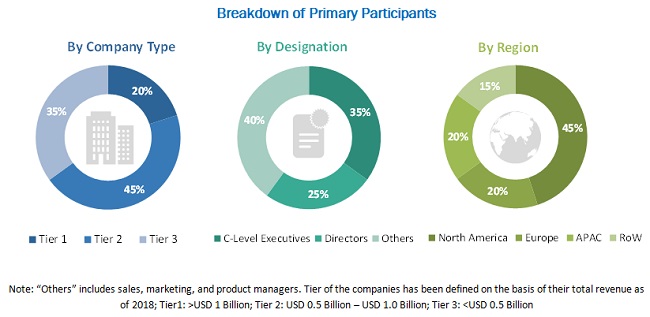 Breakdown of Primary Participants
By Company Type
20%
45%
35%
Tier 1 Tier 2 Tier 3
By Designation
35%
25%
40%
C-Level Executives Directors Others
By Region
45%
20%
20%
15%
North America Europe APAC RoW
Note: “Others” includes sales, marketing, and product managers. Tier of the companies has been defined on the basis of their total revenue as
of 2018; Tier1: >USD 1 Billion; Tier 2: USD 0.5 Billion – USD 1.0 Billion; Tier 3: <USD 0.5 Billion